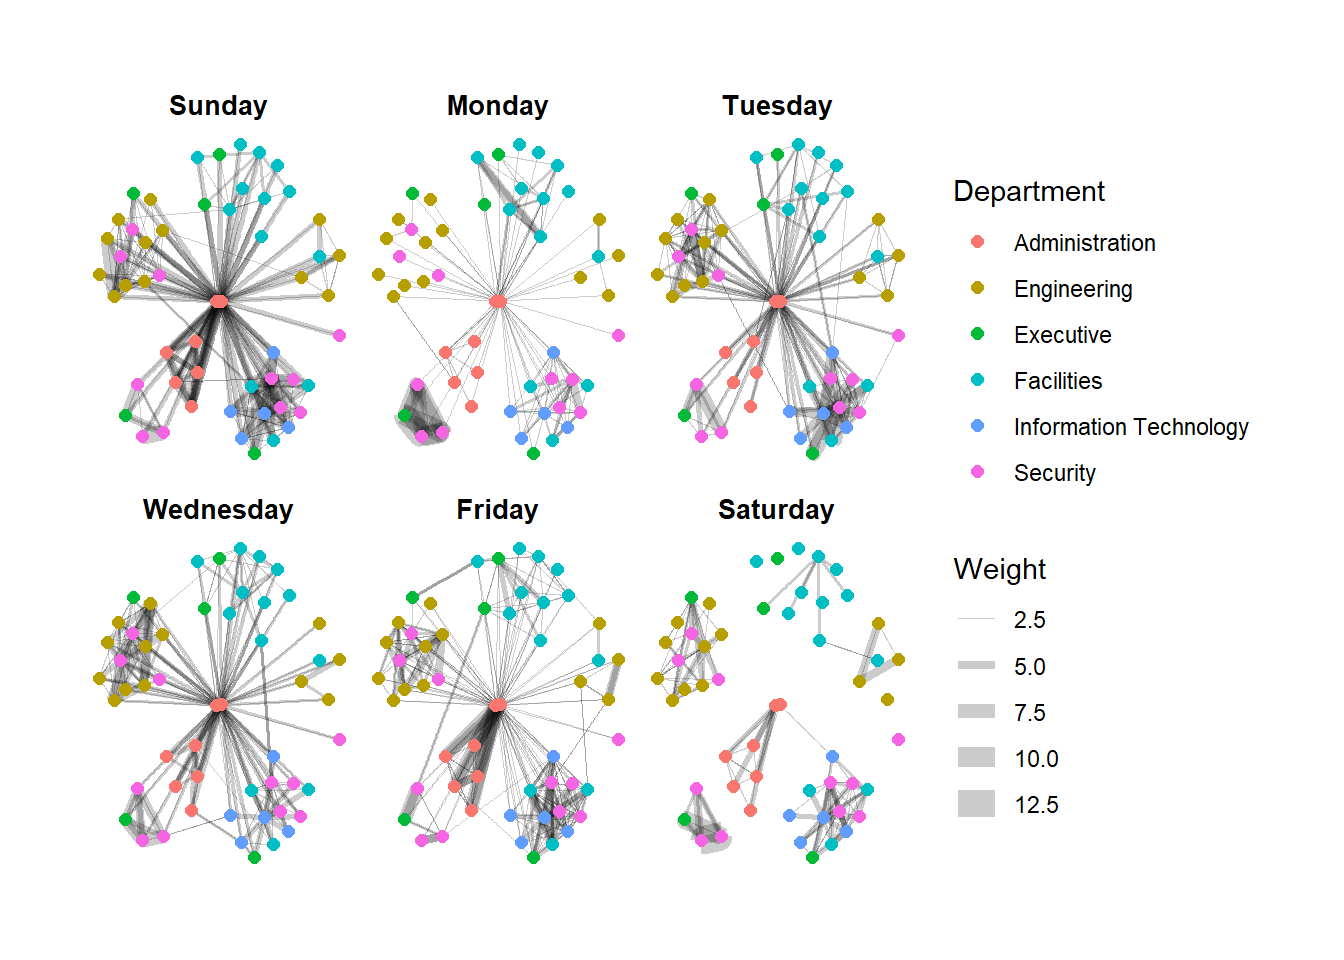 Sunday
Monday
Tuesday
Wednesday
Friday
Saturday
Department
Administration
Engineering
Executive
Facilities
Information Technology
Security
Weight
2.5
5.0
7.5
10.0
12.5